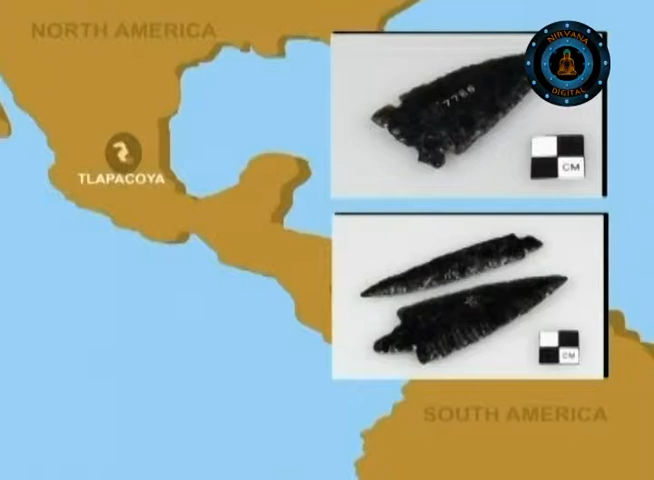 NORTH AMERICA
NIRVANA
DIGITAL
7766
CM
TLAPACOYA
CM
SOUTH AMERICA